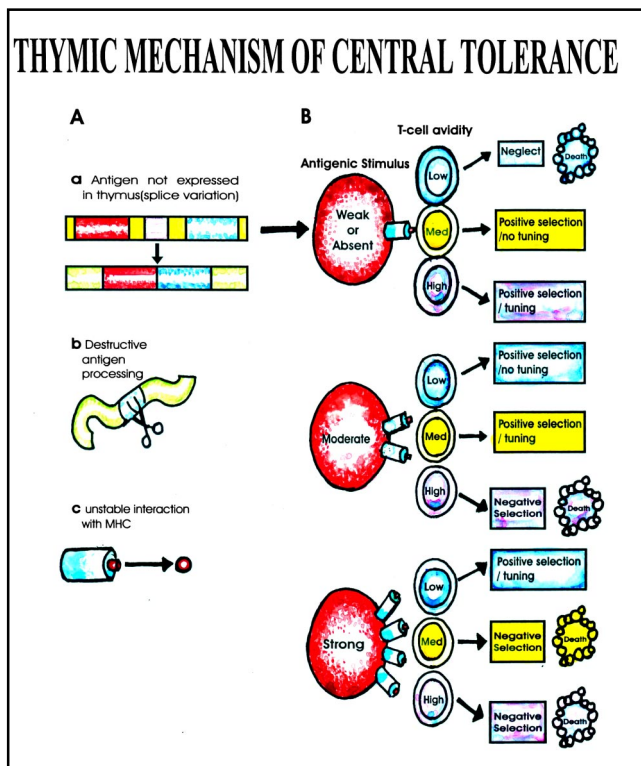 THYMIC MECHANISM OF CENTRAL TOLERANCE
A
a Antigen not expressed
in thymus(splice variation)
b Destructive
antigen
processing
c unstable interaction
with MHC
B
T-cell avidity
Antigenic Stimulus
Weak
or
Absent
Low
Med
High
Neglect
Death
Positive selection
/no tuning
Positive selection
/ tuning
Moderate
Low
Med
High
Positive selection
/no tuning
Positive selection
/ tuning
Negative
Selection
Death
Strong
Low
Med
High
Positive selection
/ tuning
Negative
Selection
Death
Negative
Selection
Death